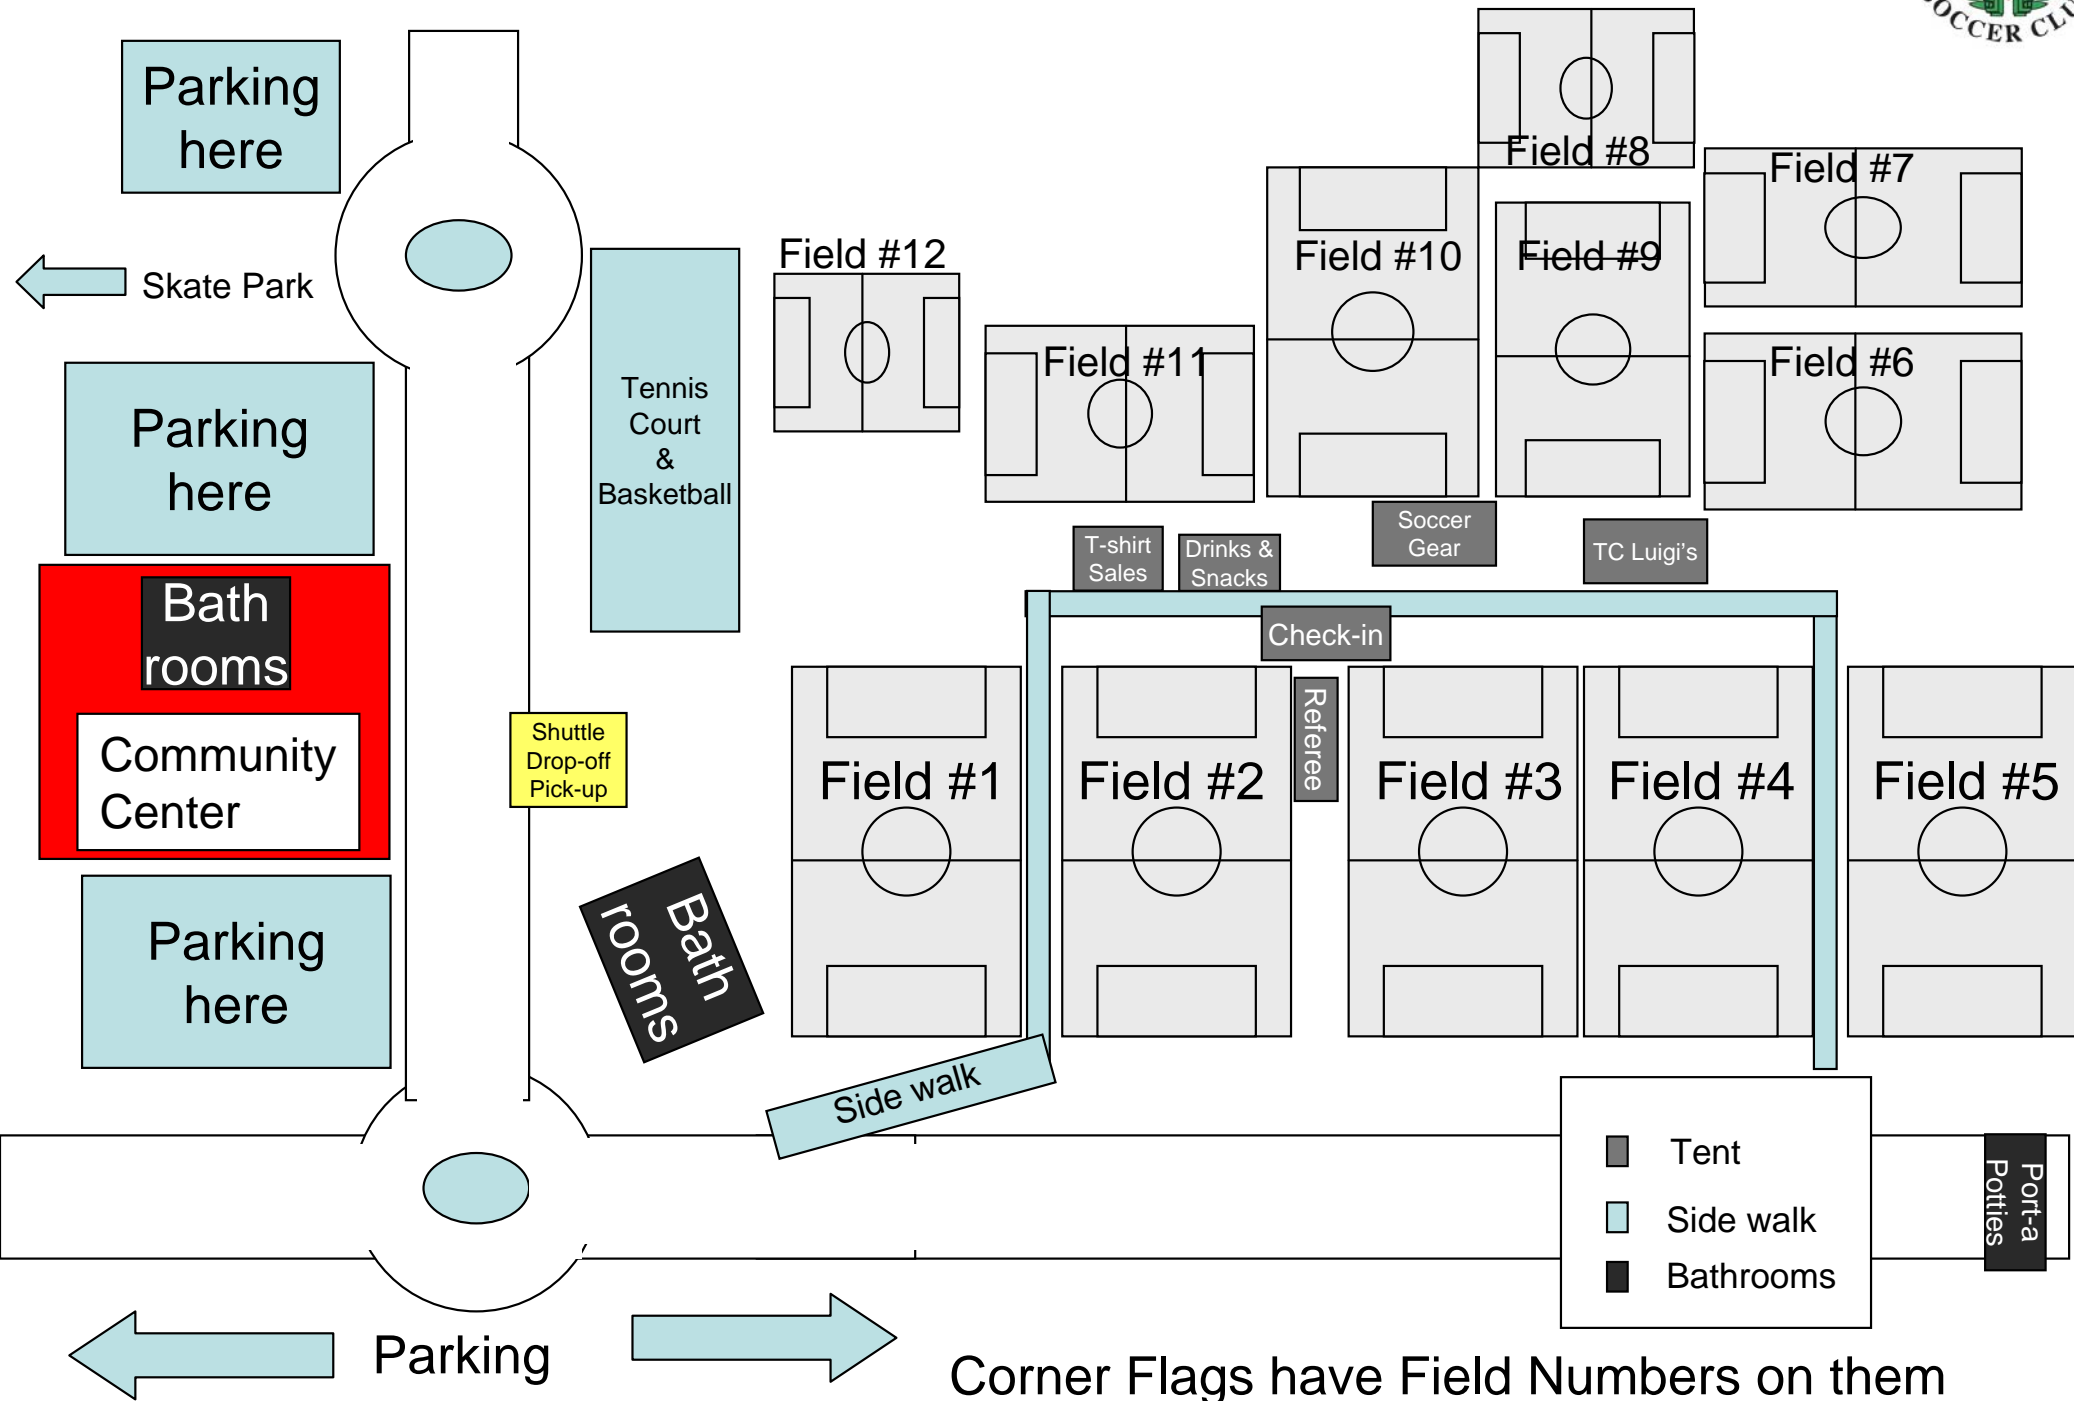 SOCCER CLU
Parking
here
Field #8
Field #7
Field #12
Field #10
Field #9
Skate Park
Field #11
Field #6
Tennis
Court
&
Basketball
Parking
here
Soccer
Gear
T-shirt
Sales
Drinks &
Snacks
TC Luigi's
Bath
rooms
Check-in
Referee
Community
Center
Shuttle
Drop-off
Pick-up
Field #1
Field #2
Field #3
Field #4
Field #5
Bath
rooms
Parking
here
Side walk
Tent
Side walk
Bathrooms
Port-a
Potties
Parking
Corner Flags have Field Numbers on them